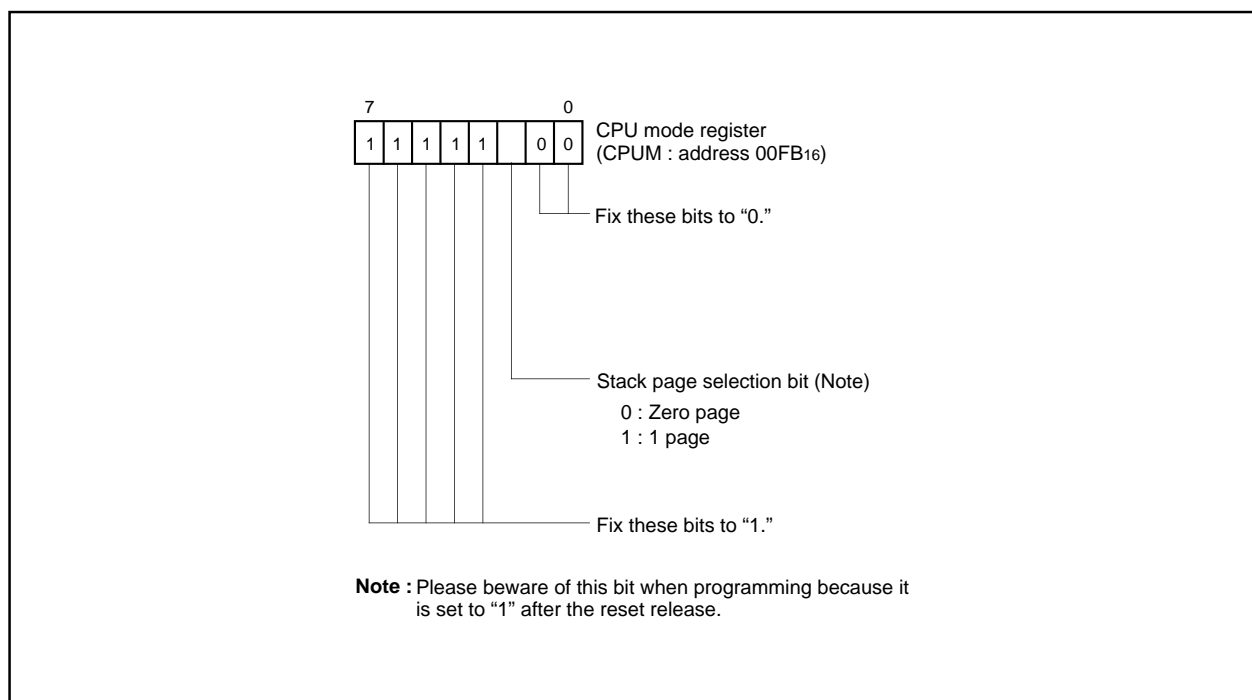 7 0
1 1 1 1 1 0 0
CPU mode register
(CPUM : address 00FB16)
Fix these bits to “0.”
Stack page selection bit (Note)
0 : Zero page
1 : 1 page
Fix these bits to “1.”
Note : Please beware of this bit when programming because it
is set to “1” after the reset release.